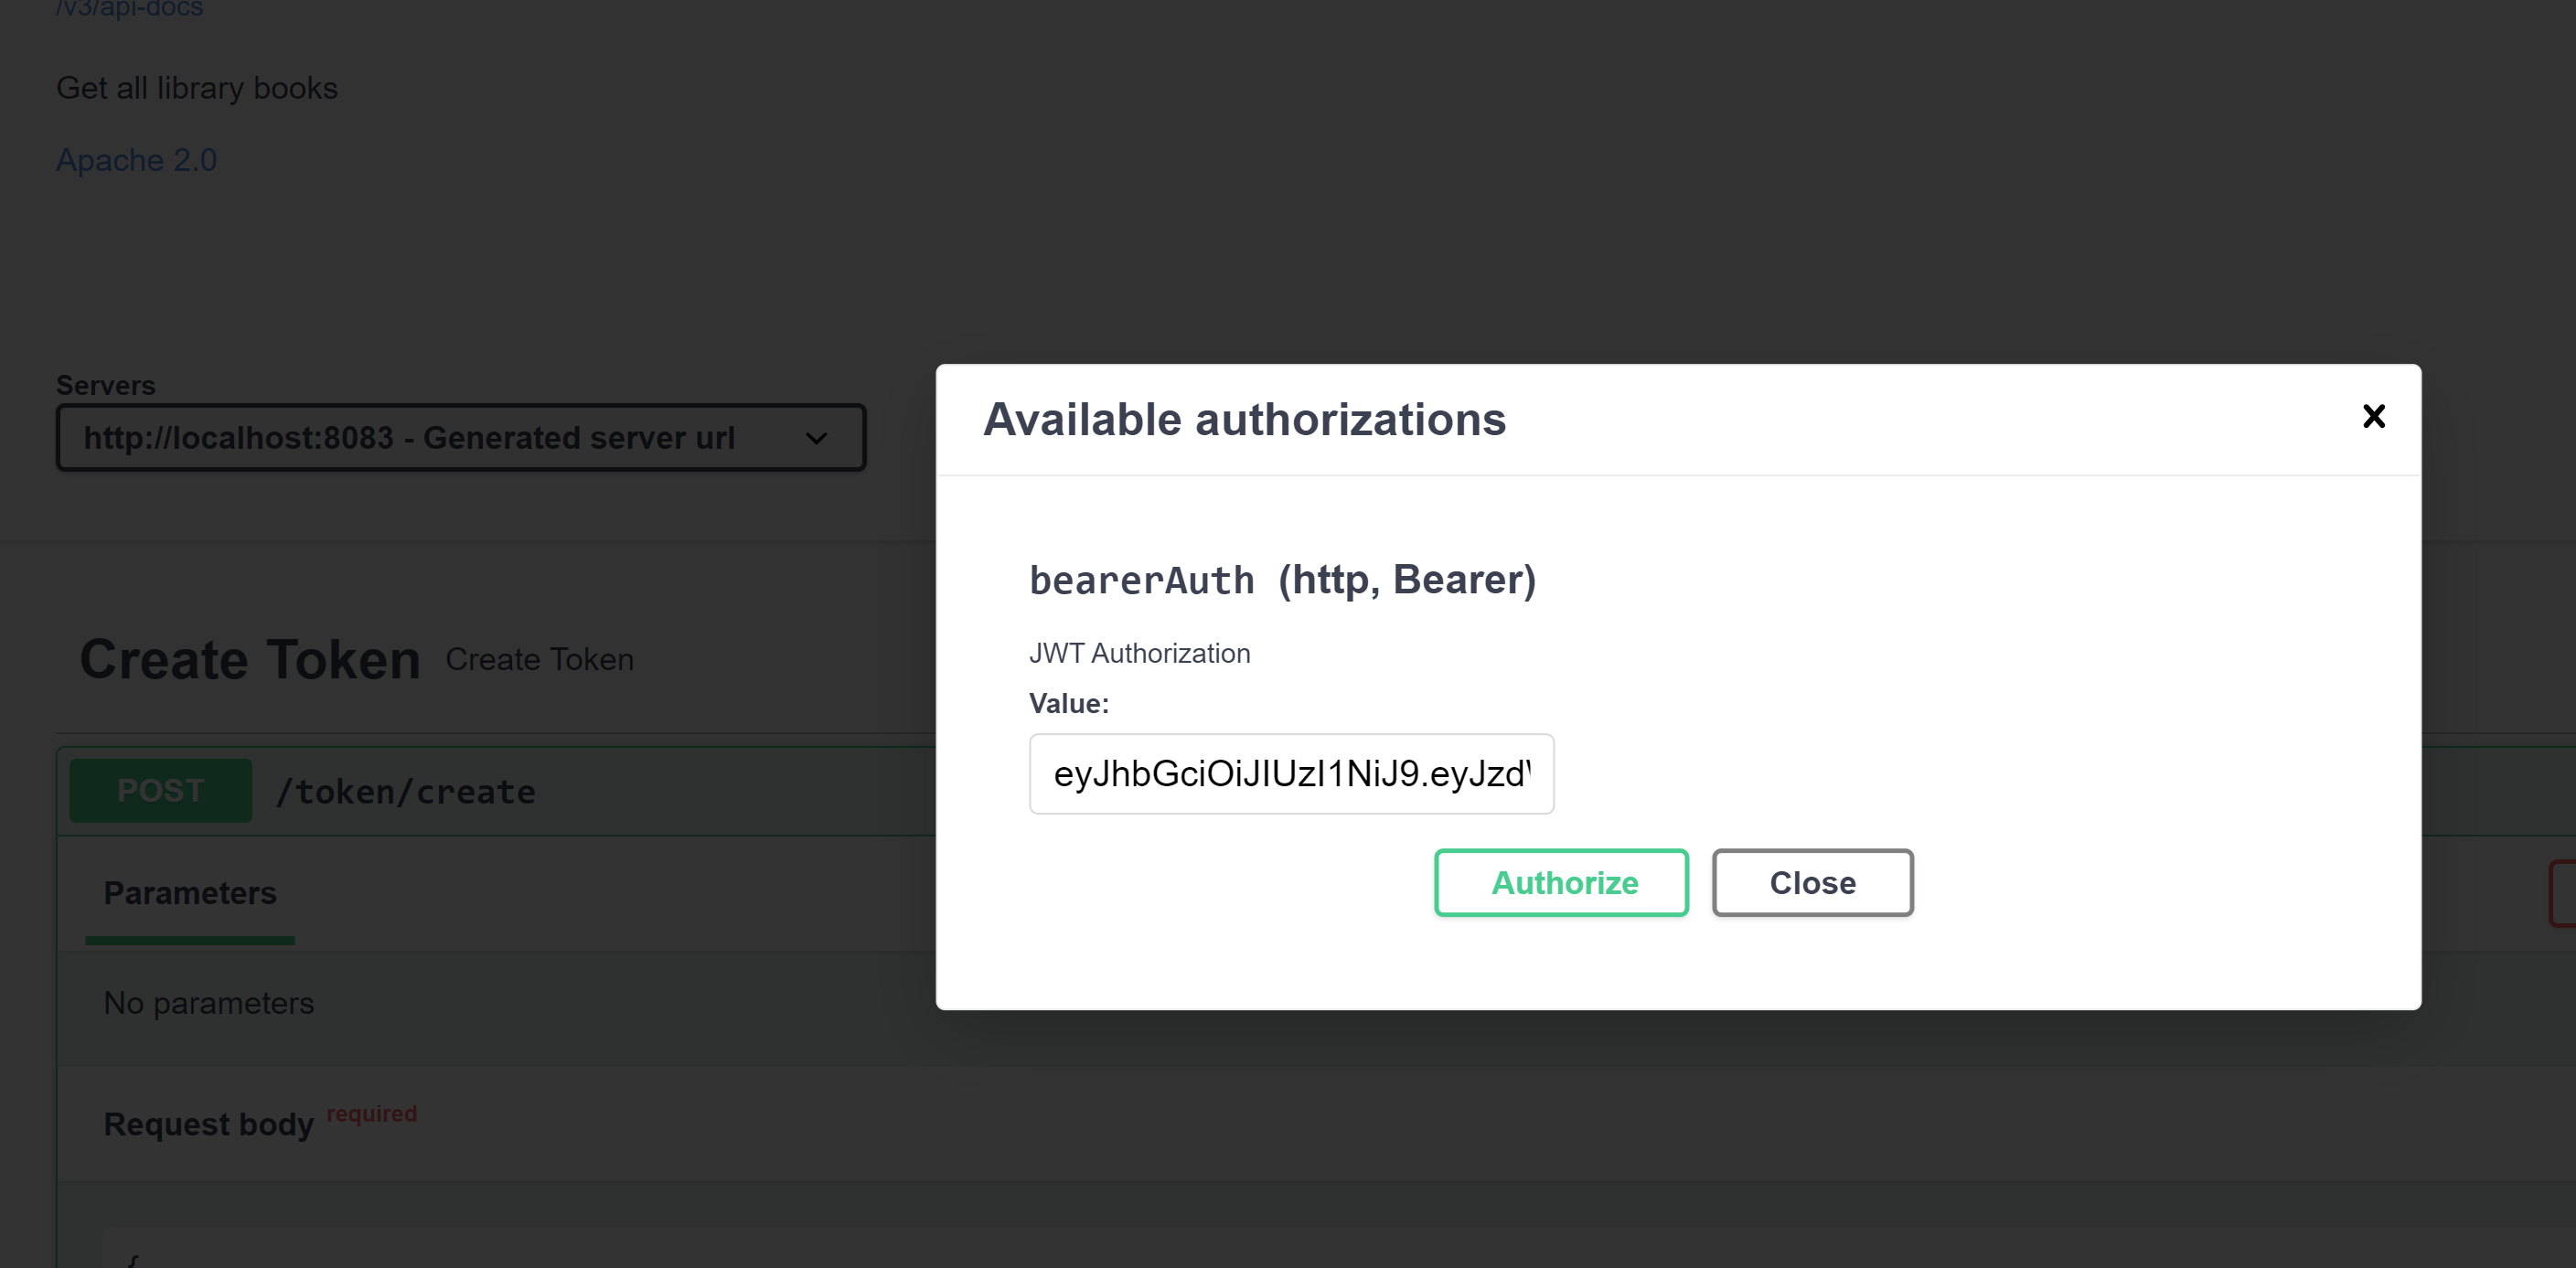 /v3/api-docs
Get all library books
Apache 2.0
Servers
http://localhost:8083 - Generated server url
Available authorizations
bearerAuth (http, Bearer)
JWT Authorization
Value:
eyJhbGciOiJIUzI1NiJ9.eyJzd
Authorize Close
Create Token Create Token
POST /token/create
Parameters
No parameters
Request body required
{